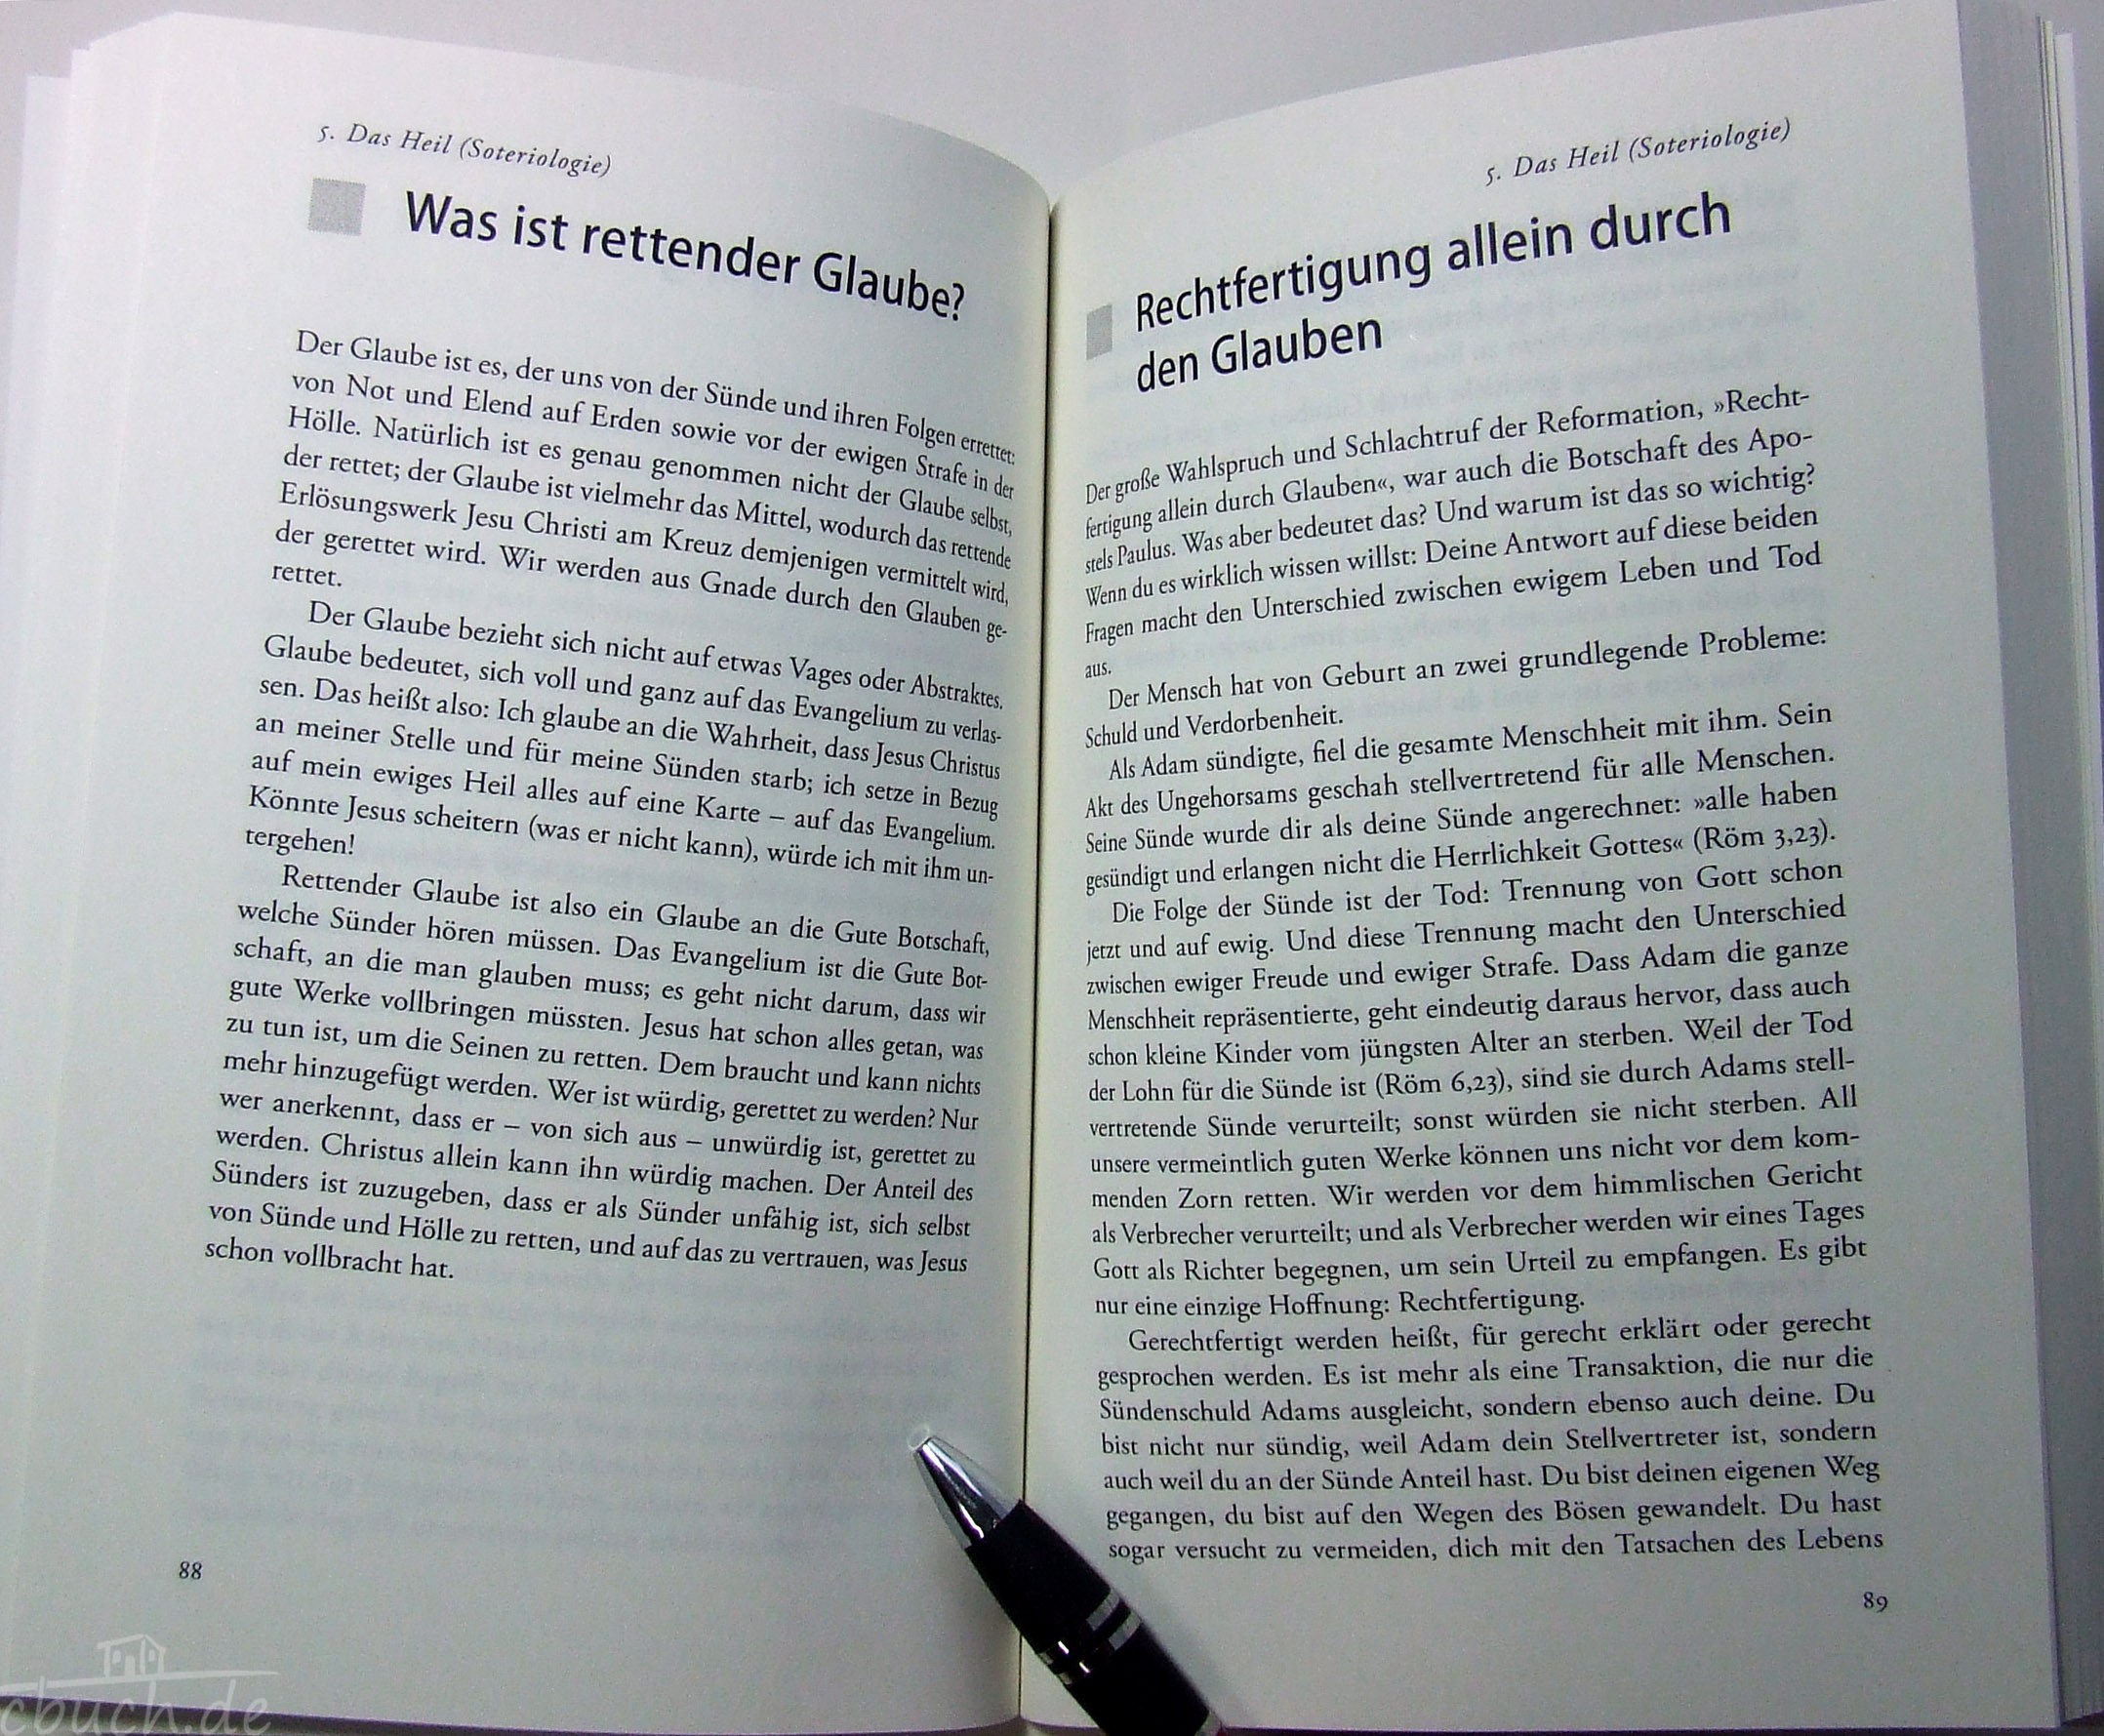 5. Das Heil (Soteriologie)
Was ist rettender Glaube?
Der Glaube ist es, der uns von der Sünde und ihren Folgen errettet:
von Not und Elend auf Erden sowie vor der ewigen Strafe in der
Hölle. Natürlich ist es genau genommen nicht der Glaube selbst,
der rettet; der Glaube ist vielmehr das Mittel, wodurch das rettende
Erlösungswerk Jesu Christi am Kreuz demjenigen vermittelt wird,
der gerettet wird. Wir werden aus Gnade durch den Glauben ge-
rettet.
Der Glaube bezieht sich nicht auf etwas Vages oder Abstraktes.
Glaube bedeutet, sich voll und ganz auf das Evangelium zu verlas-
sen. Das heißt also: Ich glaube an die Wahrheit, dass Jesus Christus
an meiner Stelle und für meine Sünden starb; ich setze in Bezug
auf mein ewiges Heil alles auf eine Karte – auf das Evangelium.
Könnte Jesus scheitern (was er nicht kann), würde ich mit ihm un-
tergehen!
Rettender Glaube ist also ein Glaube an die Gute Botschaft,
welche Sünder hören müssen. Das Evangelium ist die Gute Bot-
schaft, an die man glauben muss; es geht nicht darum, dass wir
gute Werke vollbringen müssten. Jesus hat schon alles getan, was
zu tun ist, um die Seinen zu retten. Dem braucht und kann nichts
mehr hinzugefügt werden. Wer ist würdig, gerettet zu werden? Nur
wer anerkennt, dass er – von sich aus – unwürdig ist, gerettet zu
werden. Christus allein kann ihn würdig machen. Der Anteil des
Sünders ist zuzugeben, dass er als Sünder unfähig ist, sich selbst
von Sünde und Hölle zu retten, und auf das zu vertrauen, was Jesus
schon vollbracht hat.
88
5. Das Heil (Soteriologie)
Rechtfertigung allein durch
den Glauben
Der große Wahlspruch und Schlachtruf der Reformation, »Recht-
fertigung allein durch Glauben«, war auch die Botschaft des Apo-
stels Paulus. Was aber bedeutet das? Und warum ist das so wichtig?
Wenn du es wirklich wissen willst: Deine Antwort auf diese beiden
Fragen macht den Unterschied zwischen ewigem Leben und Tod
aus.
Der Mensch hat von Geburt an zwei grundlegende Probleme:
Schuld und Verdorbenheit.
Als Adam sündigte, fiel die gesamte Menschheit mit ihm. Sein
Akt des Ungehorsams geschah stellvertretend für alle Menschen.
Seine Sünde wurde dir als deine Sünde angerechnet: »alle haben
gesündigt und erlangen nicht die Herrlichkeit Gottes« (Röm 3,23).
Die Folge der Sünde ist der Tod: Trennung von Gott schon
jetzt und auf ewig. Und diese Trennung macht den Unterschied
zwischen ewiger Freude und ewiger Strafe. Dass Adam die ganze
Menschheit repräsentierte, geht eindeutig daraus hervor, dass auch
schon kleine Kinder vom jüngsten Alter an sterben. Weil der Tod
der Lohn für die Sünde ist (Röm 6,23), sind sie durch Adams stell-
vertretende Sünde verurteilt; sonst würden sie nicht sterben. All
unsere vermeintlich guten Werke können uns nicht vor dem kom-
menden Zorn retten. Wir werden vor dem himmlischen Gericht
als Verbrecher verurteilt; und als Verbrecher werden wir eines Tages
Gott als Richter begegnen, um sein Urteil zu empfangen. Es gibt
nur eine einzige Hoffnung: Rechtfertigung.
Gerechtfertigt werden heißt, für gerecht erklärt oder gerecht
gesprochen werden. Es ist mehr als eine Transaktion, die nur die
Sündenschuld Adams ausgleicht, sondern ebenso auch deine. Du
bist nicht nur sündig, weil Adam dein Stellvertreter ist, sondern
auch weil du an der Sünde Anteil hast. Du bist deinen eigenen Weg
gegangen, du bist auf den Wegen des Bösen gewandelt. Du hast
sogar versucht zu vermeiden, dich mit den Tatsachen des Lebens
89
cbuch.de